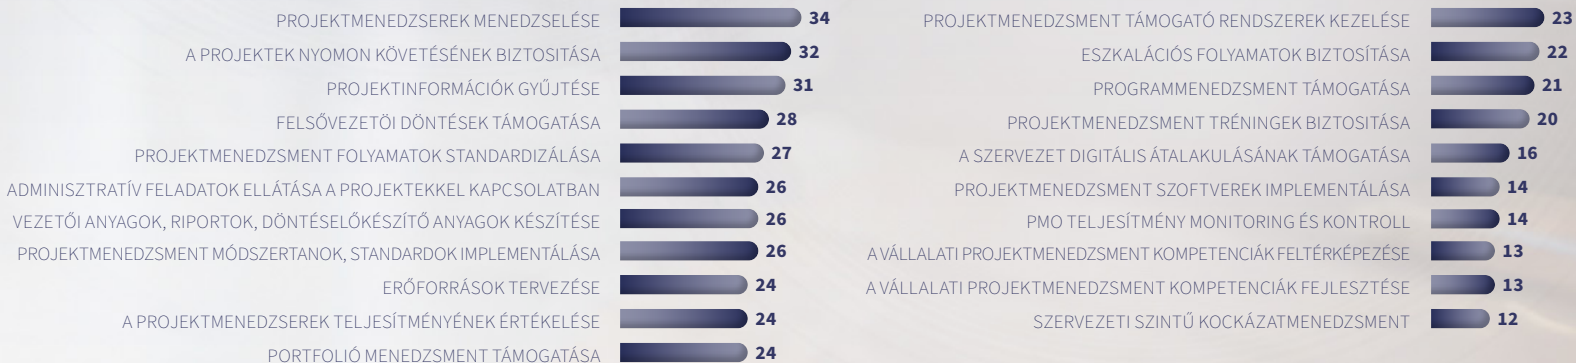 PROJEKTMENEDZSEREK MENEDZSELÉSE 34
A PROJEKTEK NYOMON KÖVETÉSÉNEK BIZTOSITÁSA 32
PROJEKTINFORMÁCIÓK GYŰJTÉSE 31
FELSŐVEZETÖI DÖNTÉSEK TÁMOGATÁSA 28
PROJEKTMENEDZSMENT FOLYAMATOK STANDARDIZÁLÁSA 27
ADMINISZTRATÍV FELADATOK ELLÁTÁSA A PROJEKTEKKEL KAPCSOLATBAN 26
VEZETŐI ANYAGOK, RIPORTOK, DÖNTÉSELŐKÉSZÍTŐ ANYAGOK KÉSZÍTÉSE 26
PROJEKTMENEDZSMENT MÓDSZERTANOK, STANDARDOK IMPLEMENTÁLÁSA 26
ERŐFORRÁSOK TERVEZÉSE 24
A PROJEKTMENEDZSEREK TELJESÍTMÉNYÉNEK ÉRTÉKELÉSE 24
PORTFOLIÓ MENEDZSMENT TÁMOGATÁSA 24
PROJEKTMENEDZSMENT TÁMOGATÓ RENDSZEREK KEZELÉSE 23
ESZKALÁCIÓS FOLYAMATOK BIZTOSÍTÁSA 22
PROGRAMMENEDZSMENT TÁMOGATÁSA 21
PROJEKTMENEDZSMENT TRÉNINGEK BIZTOSITÁSA 20
A SZERVEZET DIGITÁLIS ÁTALAKULÁSÁNAK TÁMOGATÁSA 16
PROJEKTMENEDZSMENT SZOFTVEREK IMPLEMENTÁLÁSA 14
PMO TELJESÍTMÉNY MONITORING ÉS KONTROLL 14
A VÁLLALATI PROJEKTMENEDZSMENT KOMPETENCIÁK FELTÉRKÉPEZÉSE 13
A VÁLLALATI PROJEKTMENEDZSMENT KOMPETENCIÁK FEJLESZTÉSE 13
SZERVEZETI SZINTŰ KOCKÁZATMENEDZSMENT 12